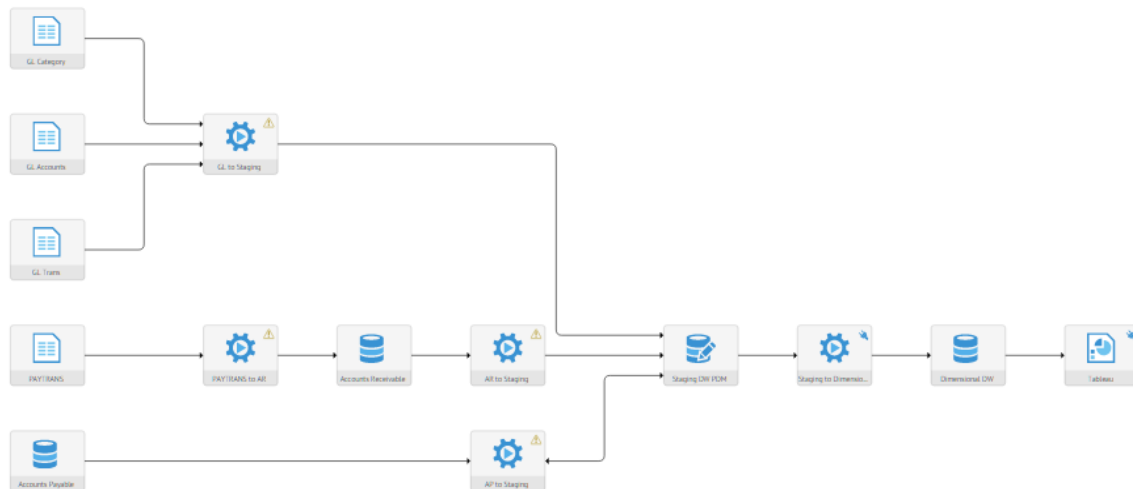 GL Category
GL Accounts
GL to Staging
GL Trans
PAYTRANS
PAYTRANS to AR
Accounts Receivable
AR to Staging
Staging DW PDM
Staging to Dimensio...
Dimensional DW
Tableau
Accounts Payable
AP to Staging